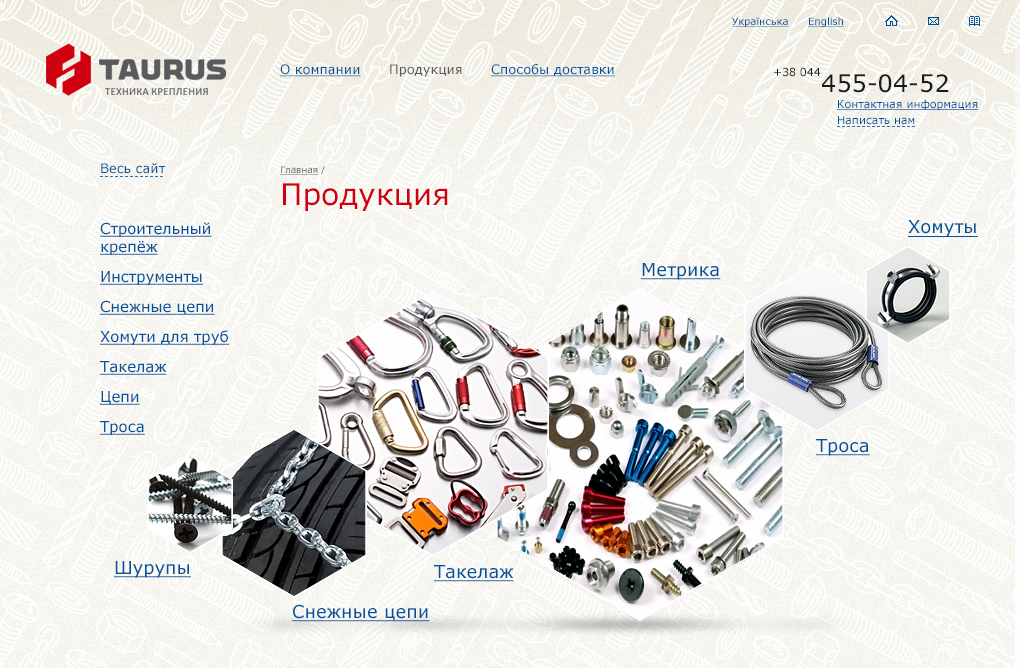 Українська English
TAURUS
ТЕХНИКА КРЕПЛЕНИЯ
О компании Продукция Способы доставки
+38 044 455-04-52
Контактная информация
Написать нам
Весь сайт
Главная /
Продукция
Строительный
крепёж
Инструменты
Снежные цепи
Хомути для труб
Такелаж
Цепи
Троса
Хомуты
Метрика
Троса
Шурупы
Такелаж
Снежные цепи